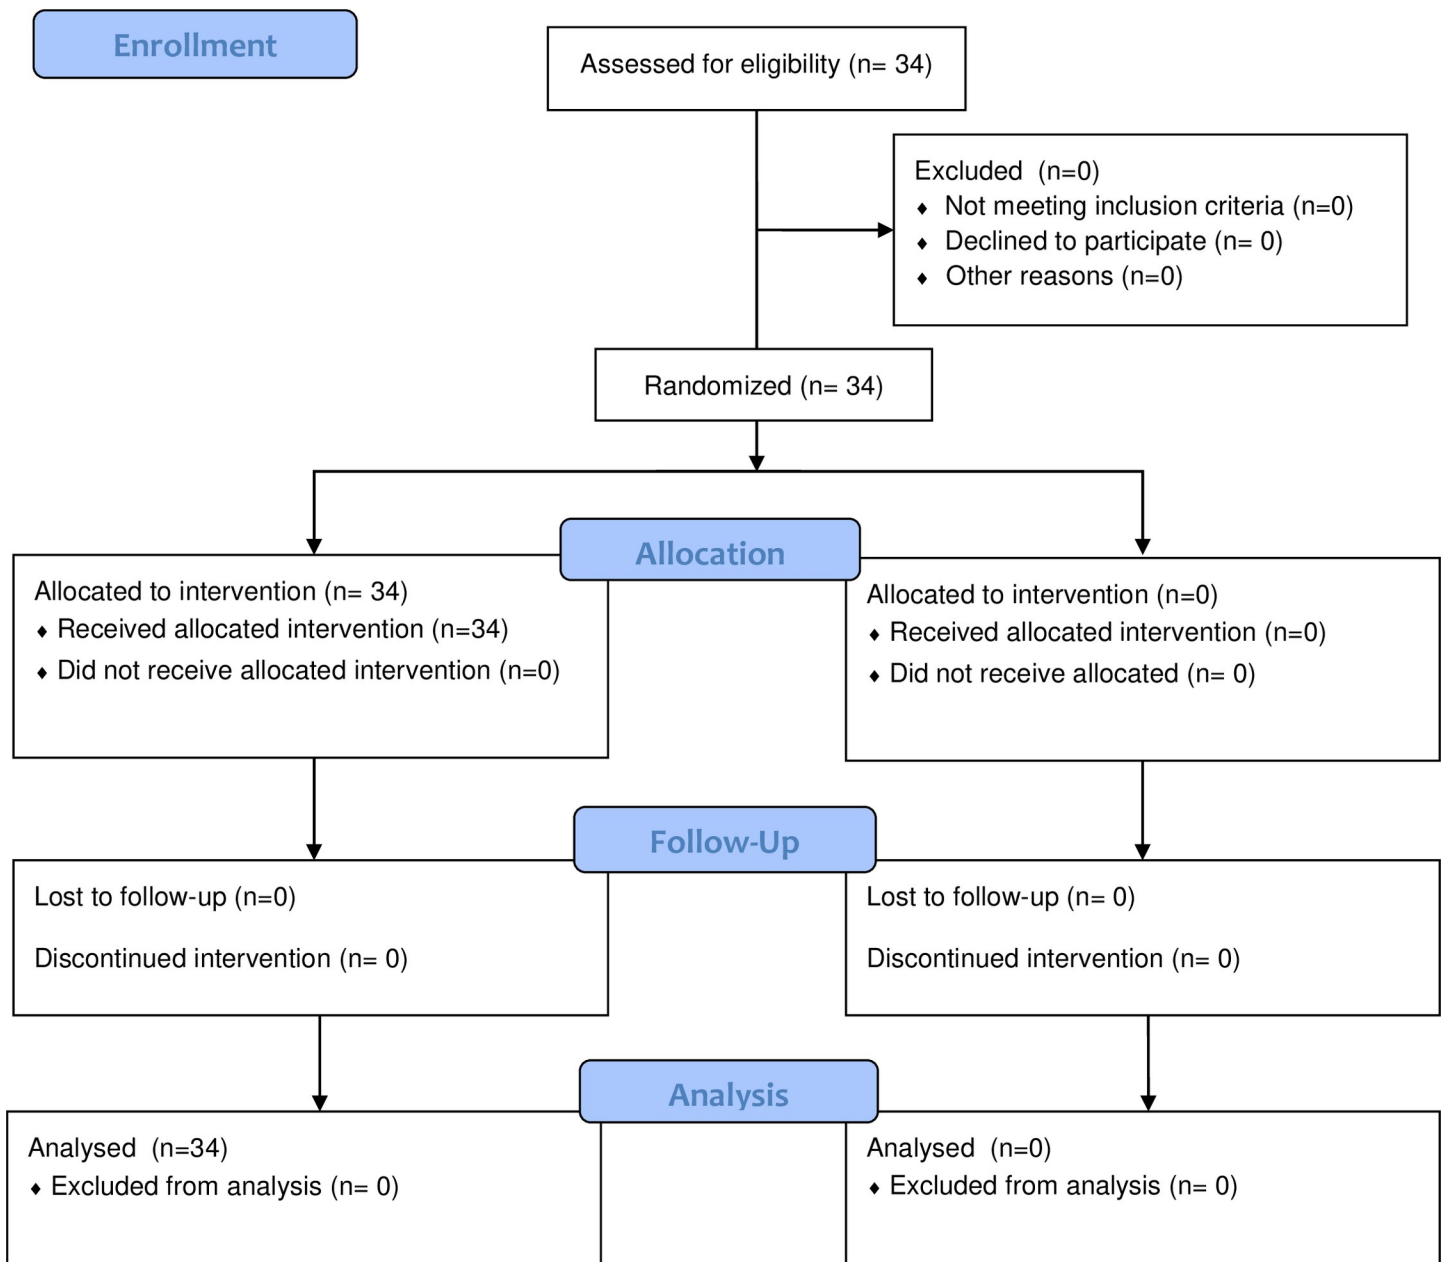 Enrollment
Assessed for eligibility (n= 34)
Excluded (n=0)
♦ Not meeting inclusion criteria (n=0)
♦ Declined to participate (n= 0)
♦ Other reasons (n=0)
Randomized (n= 34)
Allocation
Allocated to intervention (n= 34)
♦ Received allocated intervention (n=34)
♦ Did not receive allocated intervention (n=0)
Allocated to intervention (n=0)
♦ Received allocated intervention (n=0)
♦ Did not receive allocated (n= 0)
Follow-Up
Lost to follow-up (n=0)
Discontinued intervention (n= 0)
Lost to follow-up (n= 0)
Discontinued intervention (n= 0)
Analysis
Analysed (n=34)
♦ Excluded from analysis (n= 0)
Analysed (n=0)
♦ Excluded from analysis (n= 0)